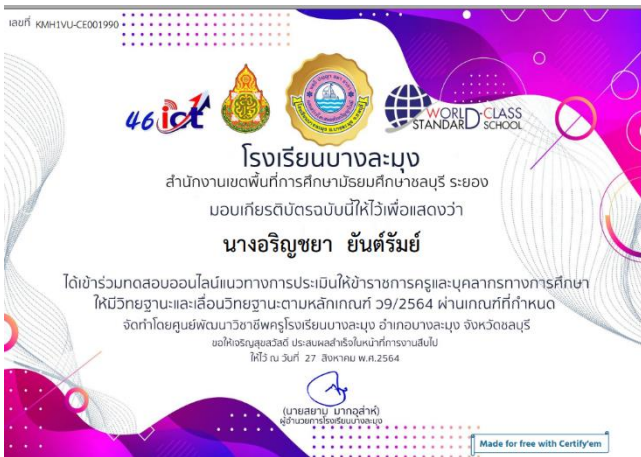 เลขที่ KMH1VU-CE001990
46 ict
WORLD-CLASS
STANDARD SCHOOL
โรงเรียนบางละมุง
สำนักงานเขตพื้นที่การศึกษามัธยมศึกษาชลบุรี ระยอง
มอบเกียรติบัตรฉบับนี้ให้ไว้เพื่อแสดงว่า
นางอริญชยา ยันต์รัมย์
ได้เข้าร่วมทดสอบออนไลน์แนวทางการประเมินให้ข้าราชการครูและบุคลากรทางการศึกษา
ให้มีวิทยฐานะและเลื่อนวิทยฐานะตามหลักเกณฑ์ ว9/2564 ผ่านเกณฑ์ที่กำหนด
จัดทำโดยศูนย์พัฒนาวิชาชีพครูโรงเรียนบางละมุง อำเภอบางละมุง จังหวัดชลบุรี
ขอให้เจริญสุขสวัสดิ์ ประสบผลสำเร็จในหน้าที่การงานสืบไป
ให้ไว้ ณ วันที่ 27 สิงหาคม พ.ศ.2564
(นายสยาม มากอุส่าห์)
ผู้อำนวยการโรงเรียนบางละมุง
Made for free with Certify'em